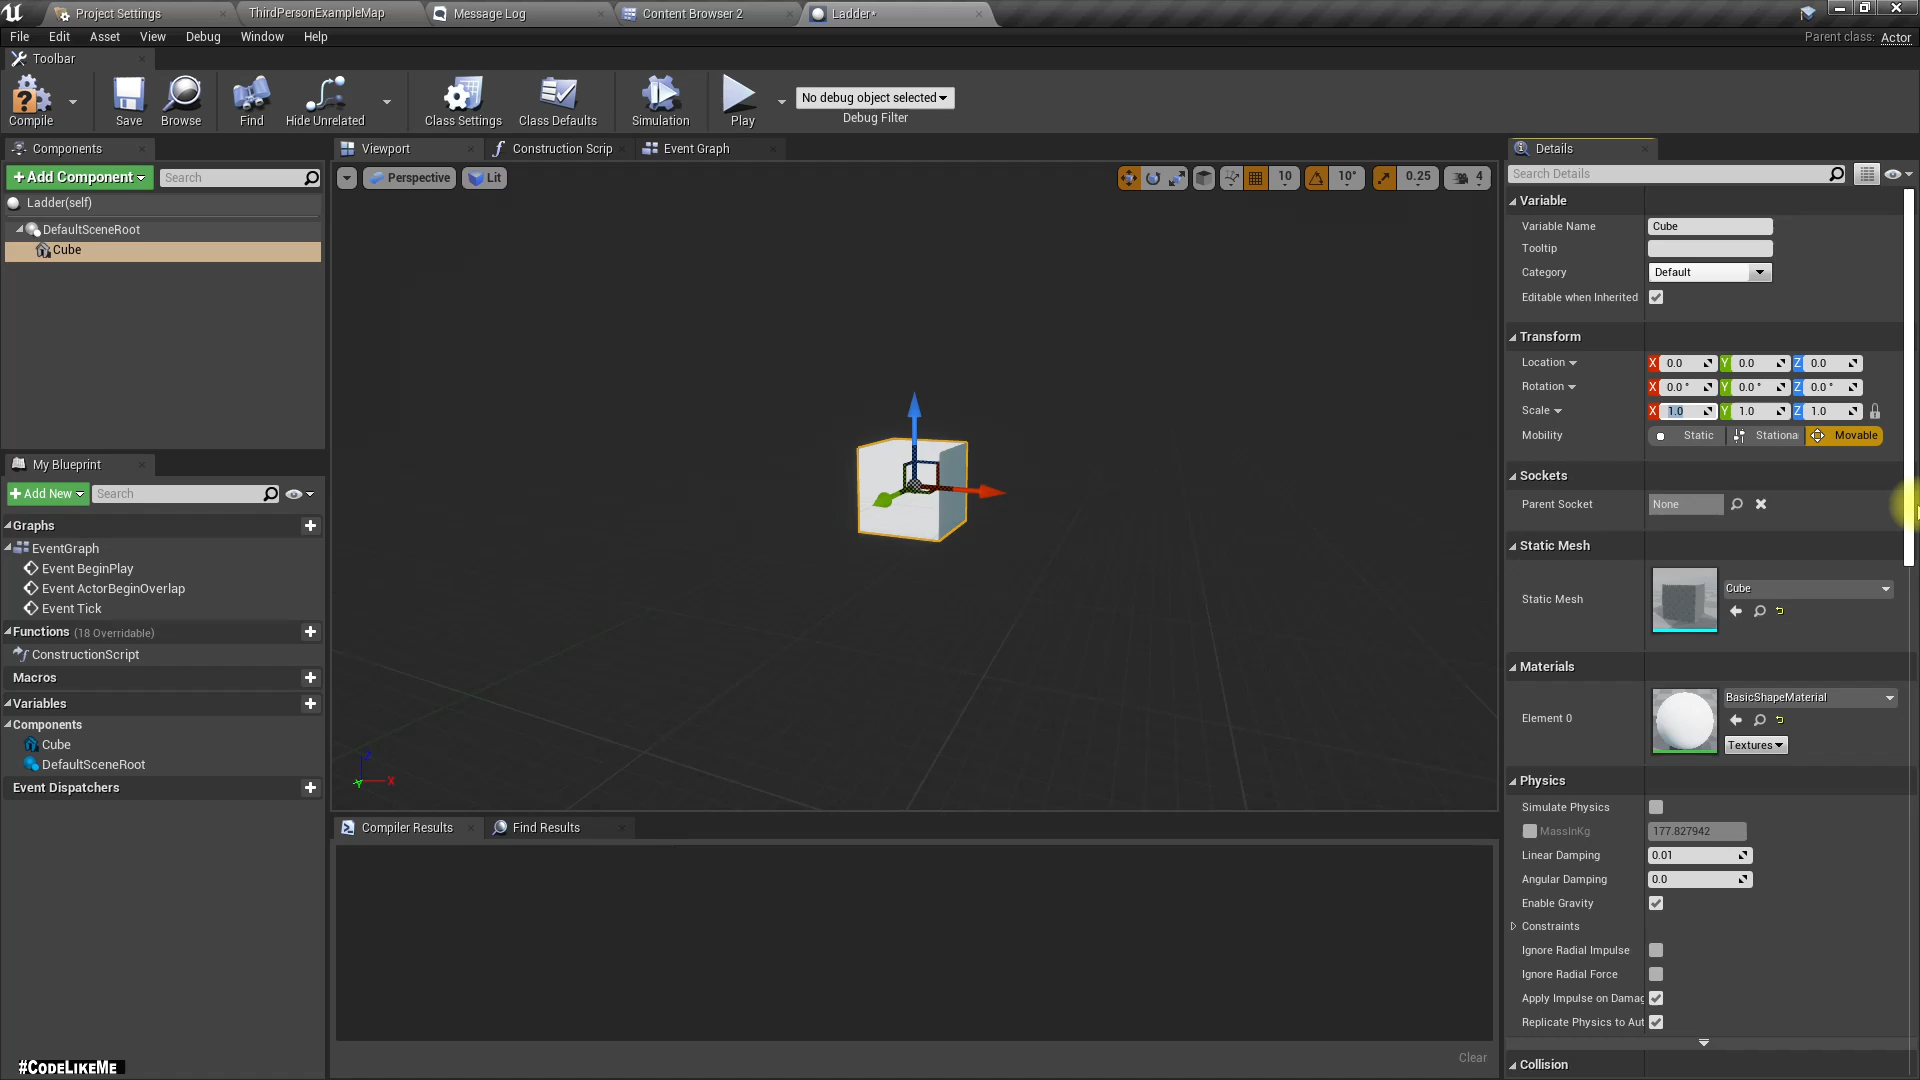 Project Settings
ThirdPersonExampleMap
Message Log
Content Browser 2
Ladder*
File Edit Asset View Debug Window Help
Parent class: Actor
Toolbar
Compile
Save
Browse
Find
Hide Unrelated
Class Settings
Class Defaults
Simulation
Play
No debug object selected
Debug Filter
Components
+Add Component
Search
Ladder(self)
DefaultSceneRoot
Cube
My Blueprint
+Add New
Search
Graphs
EventGraph
Event BeginPlay
Event ActorBeginOverlap
Event Tick
Functions (18 Overridable)
ConstructionScript
Macros
Variables
Components
Cube
DefaultSceneRoot
Event Dispatchers
#CODELIKEME
Viewport
Construction Scrip
Event Graph
Perspective
Lit
10
10°
0.25
4
Z
X
Y
Compiler Results
Find Results
Clear
Details
Search Details
Variable
Variable Name Cube
Tooltip
Category Default
Editable when Inherited
Transform
Location X 0.0 Y 0.0 Z 0.0
Rotation X 0.0 ° Y 0.0 ° Z 0.0 °
Scale X 1.0 Y 1.0 Z 1.0
Mobility Static Stationa Movable
Sockets
Parent Socket None
Static Mesh
Static Mesh Cube
Materials
Element 0 BasicShapeMaterial
Textures
Physics
Simulate Physics
MassInKg 177.827942
Linear Damping 0.01
Angular Damping 0.0
Enable Gravity
Constraints
Ignore Radial Impulse
Ignore Radial Force
Apply Impulse on Damag
Replicate Physics to Aut
Collision